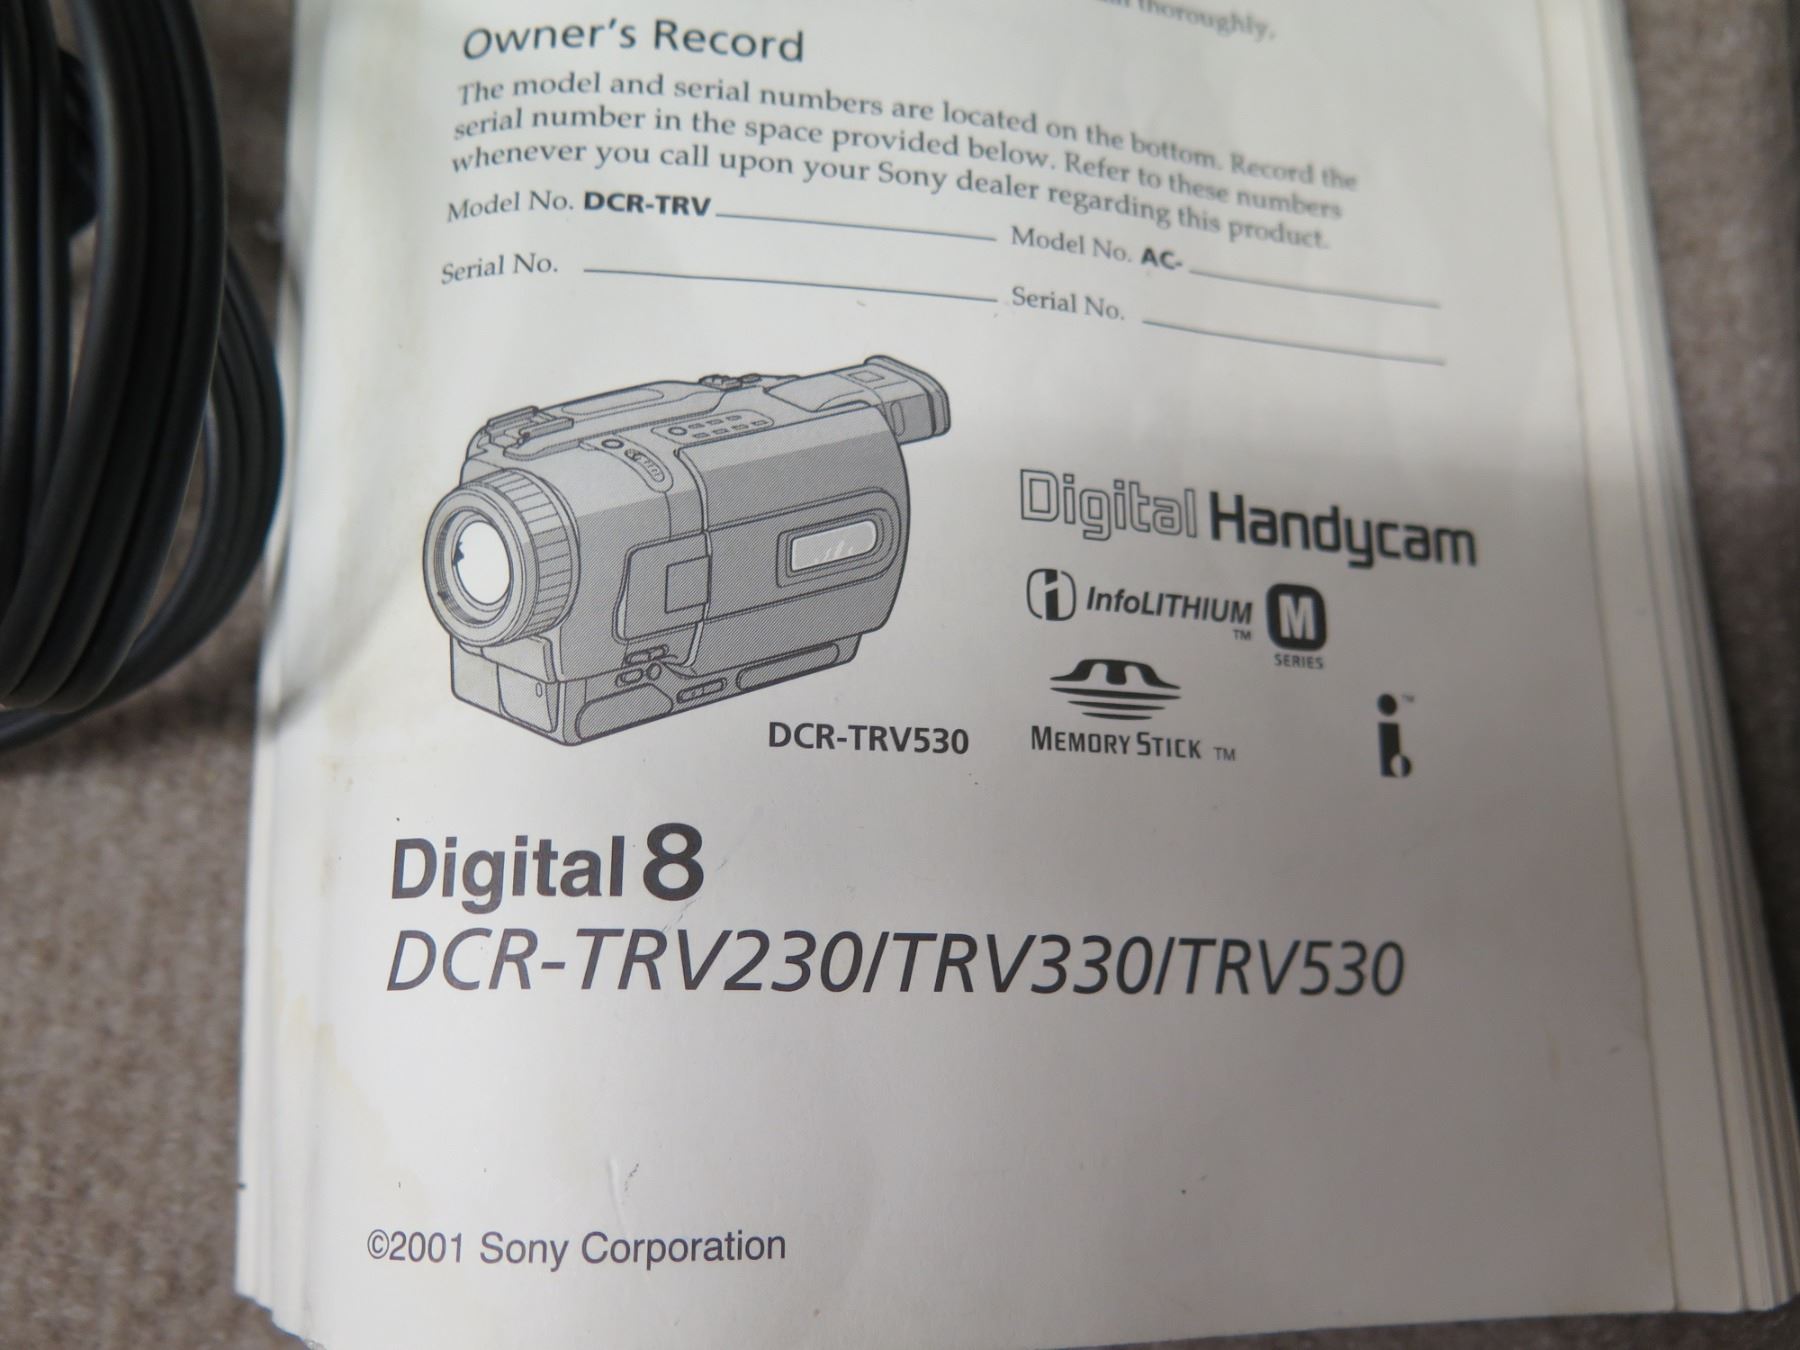 thoroughly,
Owner's Record
The model and serial numbers are located on the bottom. Record the
serial number in the space provided below. Refer to these numbers
whenever you call upon your Sony dealer regarding this product.
Model No. DCR-TRV Model No. AC-
Serial No. Serial No.
Digital Handycam
InfoLITHIUM TM M SERIES
DCR-TRV530
MEMORY STICK TM
i TM
Digital8
DCR-TRV230/TRV330/TRV530
©2001 Sony Corporation